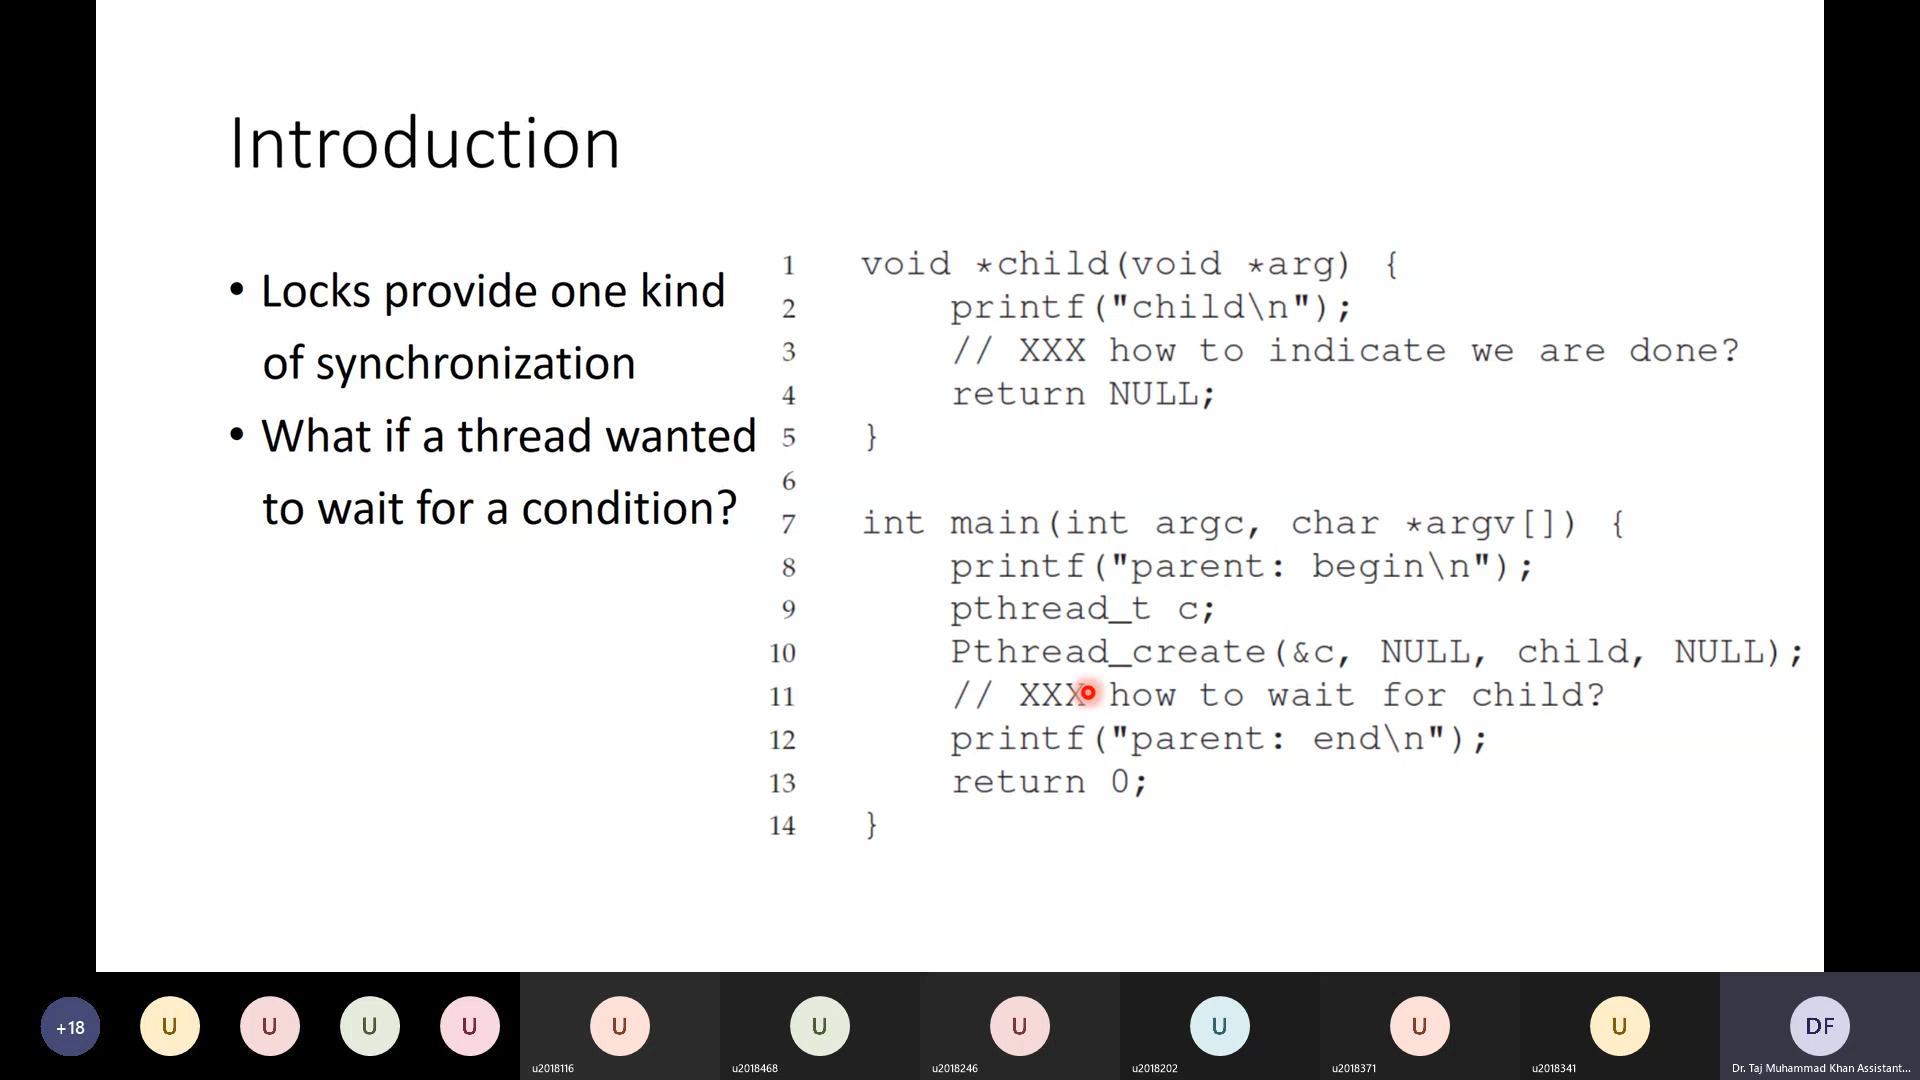 Introduction
• Locks provide one kind
of synchronization
• What if a thread wanted
to wait for a condition?
1 void *child(void *arg) {
2 printf("child\n");
3 // XXX how to indicate we are done?
4 return NULL;
5 }
6
7 int main(int argc, char *argv[]) {
8 printf("parent: begin\n");
9 pthread_t c;
10 Pthread_create(&c, NULL, child, NULL);
11 // XXX how to wait for child?
12 printf("parent: end\n");
13 return 0;
14 }
+18 U U U U U U U U U U DF
u2018116 u2018468 u2018246 u2018202 u2018371 u2018341 Dr. Taj Muhammad Khan Assistant...